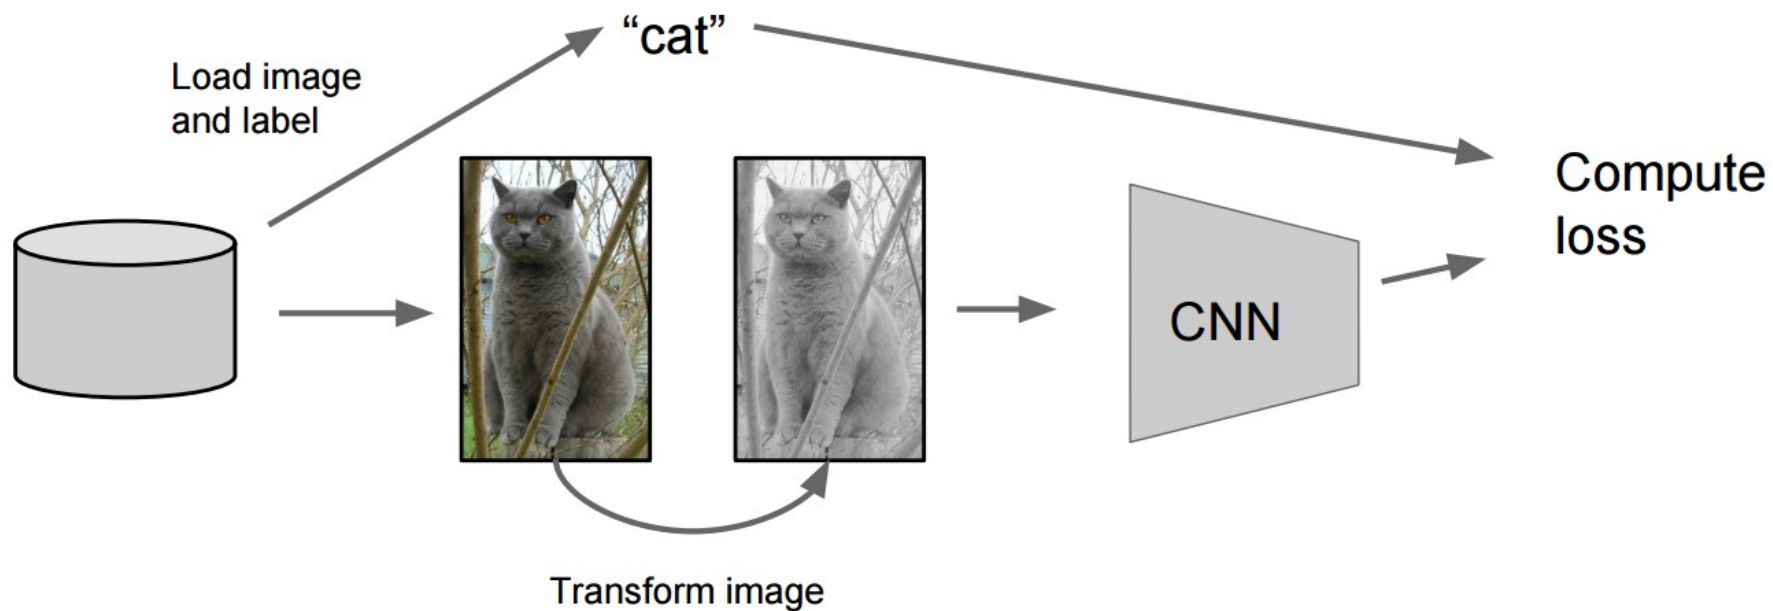 “cat”
Load image
and label
Compute
loss
CNN
Transform image